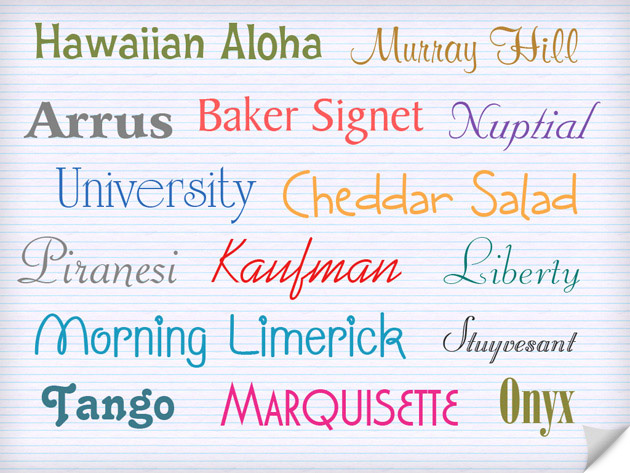 Hawaiian Aloha Murray Hill
Arrus Baker Signet Nuptial
University Cheddar Salad
Piranesi Kaufman Liberty
Morning Limerick Stuyvesant
Tango MARQUISETTE Onyx